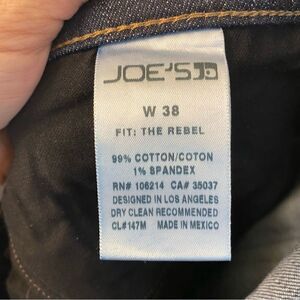 JOE'S
W 38
FIT: THE REBEL
99% COTTON/COTON
1% SPANDEX
RN# 106214 CA# 35037
DESIGNED IN LOS ANGELES
DRY CLEAN RECOMMENDED
CL#147M MADE IN MEXICO